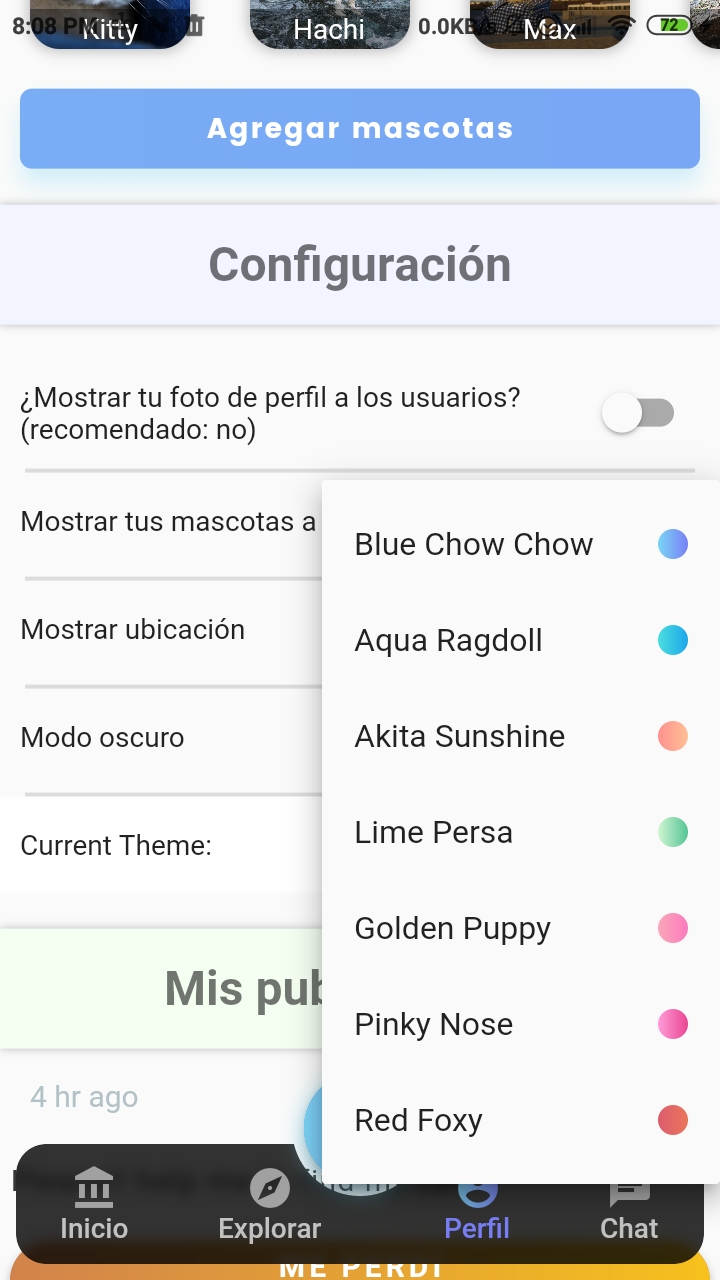 8:08 PM
0.0KB/s
72
Kitty
Hachi
Max
Agregar mascotas
Configuración
¿Mostrar tu foto de perfil a los usuarios?
(recomendado: no)
Mostrar tus mascotas a
Mostrar ubicación
Modo oscuro
Current Theme:
Blue Chow Chow
Aqua Ragdoll
Akita Sunshine
Lime Persa
Golden Puppy
Pinky Nose
Red Foxy
Mis pub
4 hr ago
Inicio
Explorar
Perfil
Chat
ME PERDI